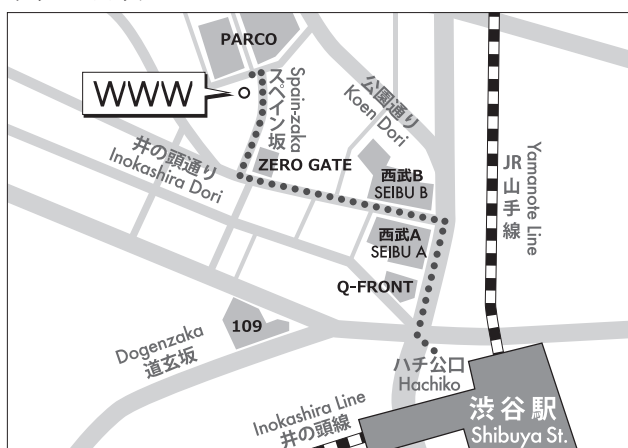 PARCO
WWW
スペイン坂
Spain-zaka
公園通り
Koen Dori
井の頭通り
Inokashira Dori
ZERO GATE
西武B
SEIBU B
西武A
SEIBU A
JR山手線
Yamanote Line
Q-FRONT
109
Dogenzaka
道玄坂
ハチ公口
Hachiko
Inokashira Line
井の頭線
渋谷駅
Shibuya St.